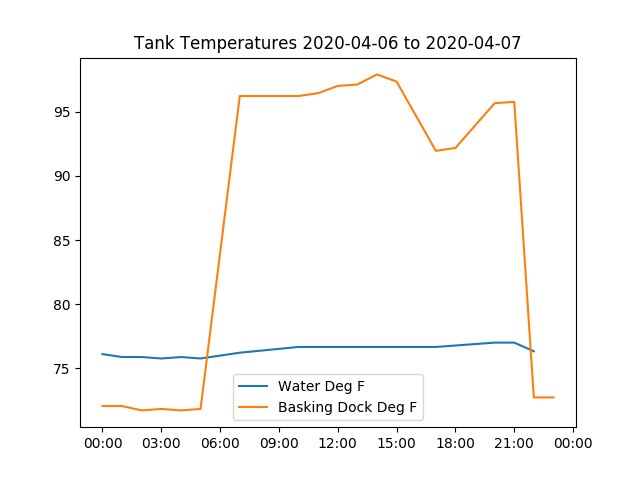 Tank Temperatures 2020-04-06 to 2020-04-07
95
90
85
80
75
Water Deg F
Basking Dock Deg F
00:00 03:00 06:00 09:00 12:00 15:00 18:00 21:00 00:00